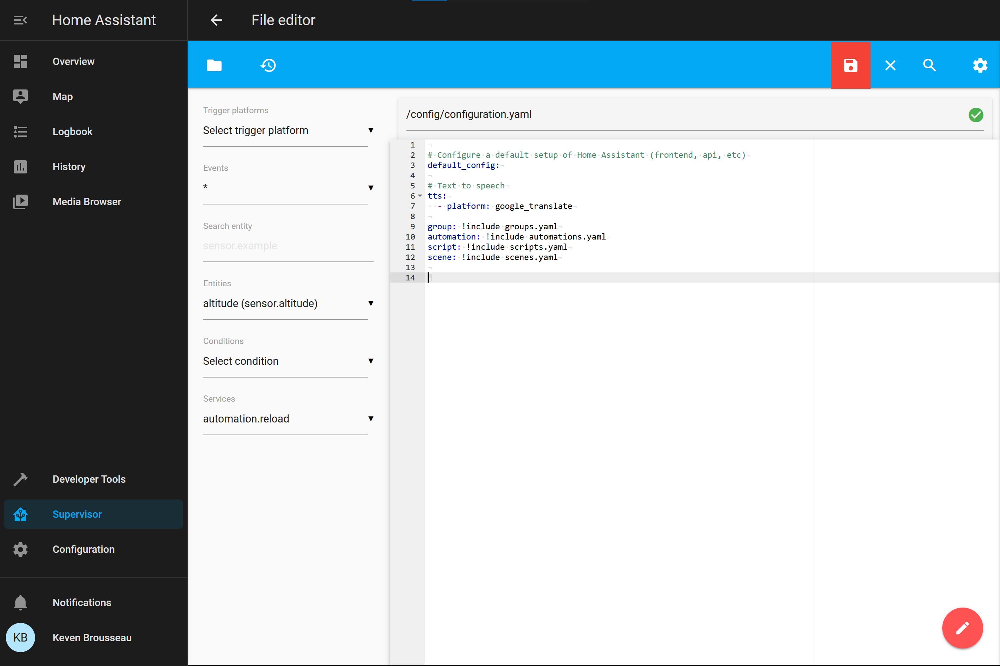 Home Assistant
File editor
Overview
Map
Logbook
History
Media Browser
Developer Tools
Supervisor
Configuration
Notifications
KB
Keven Brousseau
Trigger platforms
Select trigger platform
Events
*
Search entity
sensor.example
Entities
altitude (sensor.altitude)
Conditions
Select condition
Services
automation.reload
/config/configuration.yaml
1
2 # Configure a default setup of Home Assistant (frontend, api, etc)
3 default_config:
4
5 # Text to speech
6 tts:
7   - platform: google_translate
8
9 group: !include groups.yaml
10 automation: !include automations.yaml
11 script: !include scripts.yaml
12 scene: !include scenes.yaml
13
14